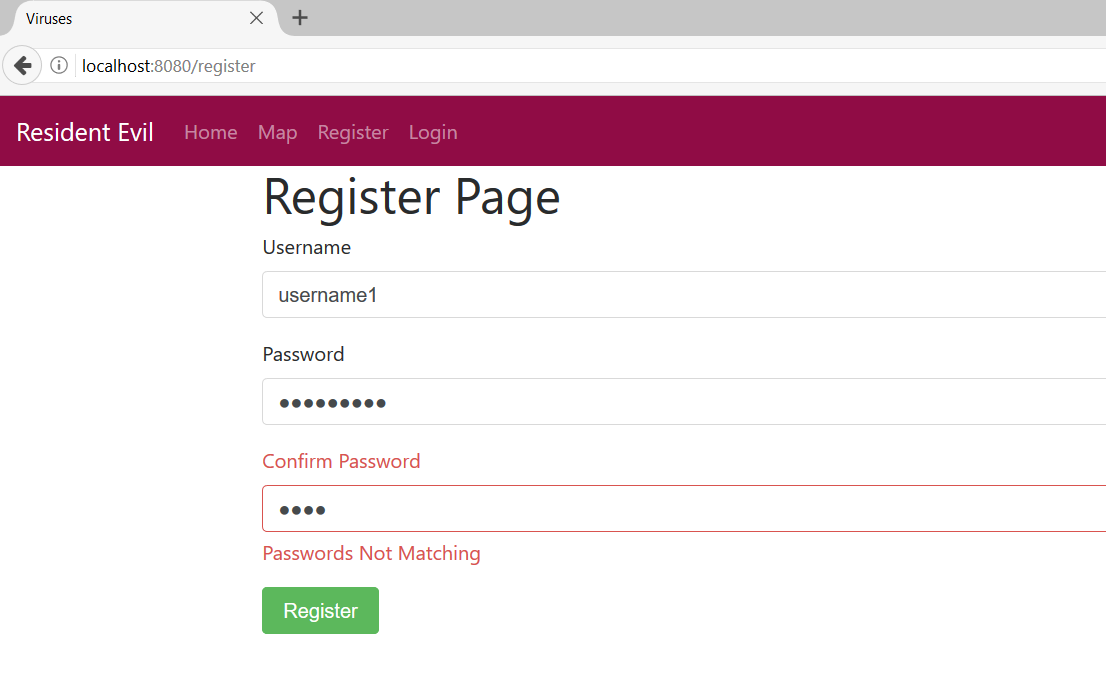 Viruses
localhost:8080/register
Resident Evil Home Map Register Login
Register Page
Username
username1
Password
•••••••••
Confirm Password
••••
Passwords Not Matching
Register